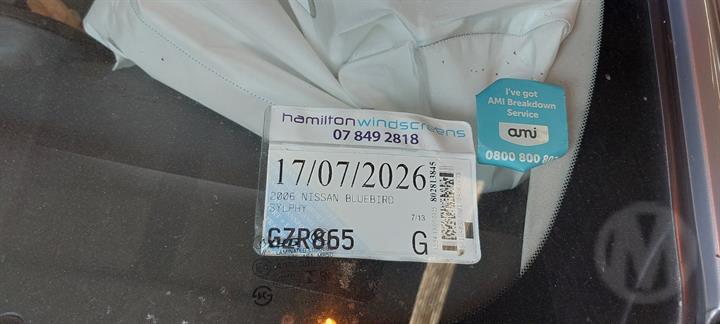 hamiltonwindscreens
07 849 2818
17/07/2026
2006 NISSAN BLUEBIRD
SYLPHY
7/13
GZR865
G
802813845
I've got
AMI Breakdown
Service
ami
0800 800
M